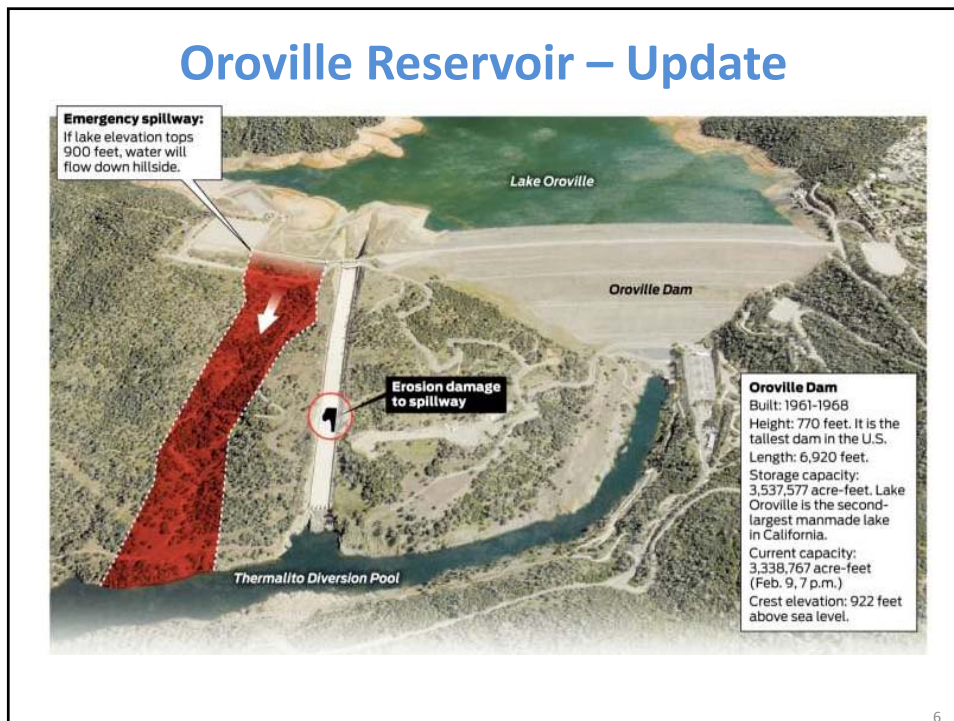 Oroville Reservoir – Update
Emergency spillway:
If lake elevation tops
900 feet, water will
flow down hillside.
Lake Oroville
Oroville Dam
Erosion damage
to spillway
Thermalito Diversion Pool
Oroville Dam
Built: 1961-1968
Height: 770 feet. It is the
tallest dam in the U.S.
Length: 6,920 feet.
Storage capacity:
3,537,577 acre-feet. Lake
Oroville is the second-
largest manmade lake
in California.
Current capacity:
3,338,767 acre-feet
(Feb. 9, 7 p.m.)
Crest elevation: 922 feet
above sea level.
6